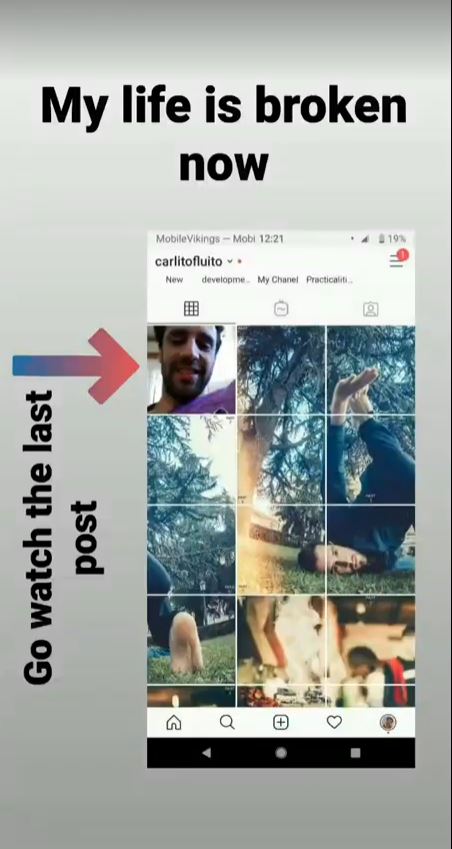 My life is broken
now
MobileVikings — Mobi 12:21
19%
carlitofluito
1
New developme... My Chanel Practicaliti...
Go watch the last
post